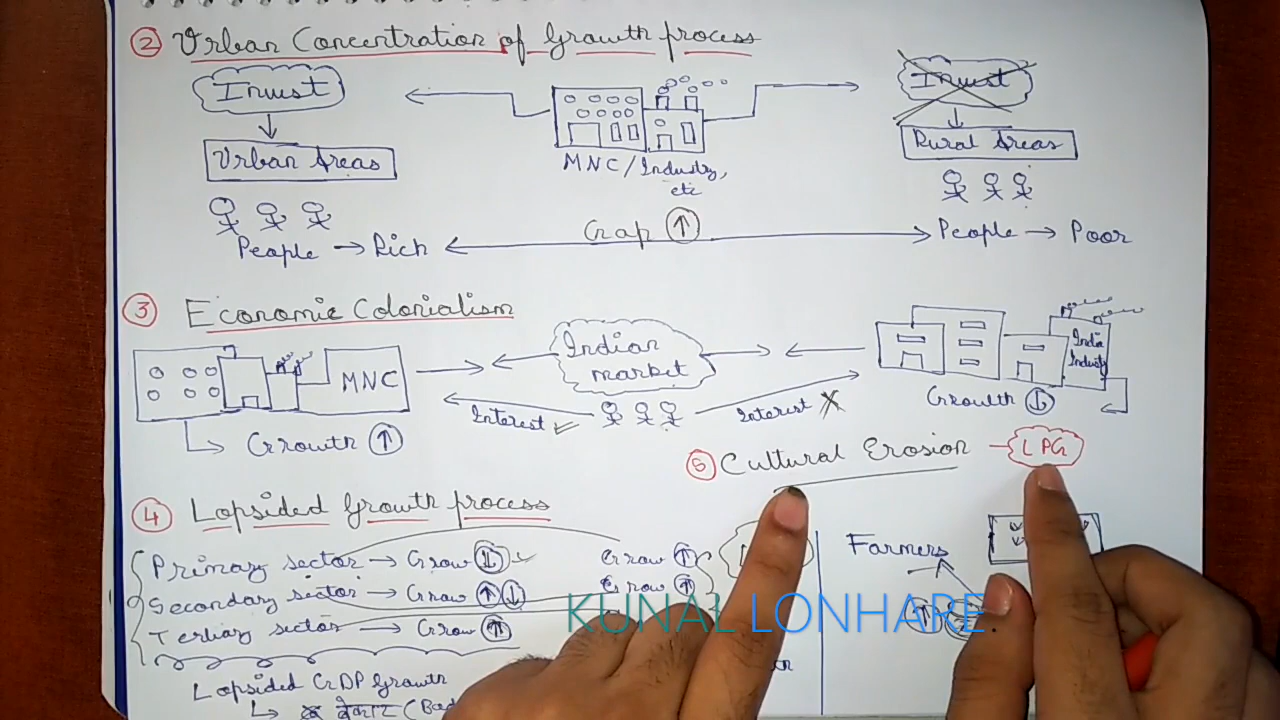 ② Urban Concentration of Growth process
Invest
Invest
Urban Areas
MNC/Industry,
etc
Rural Areas
People → Rich
Gap ↑
People → Poor
③ Economic Colonialism
MNC
Indian
market
India
Industry
Interest ✓
Interest X
Growth ↑
Growth ↓
⑤ Cultural Erosion - LPG
④ Lopsided Growth process
Primary sector → Grow ↓ ✓
Grow ↑
Secondary sector → Grow ↑ ↓
Grow ↑
Tertiary sector → Grow ↑
Farmers
KUNAL LONHARE
Lopsided GDP Growth